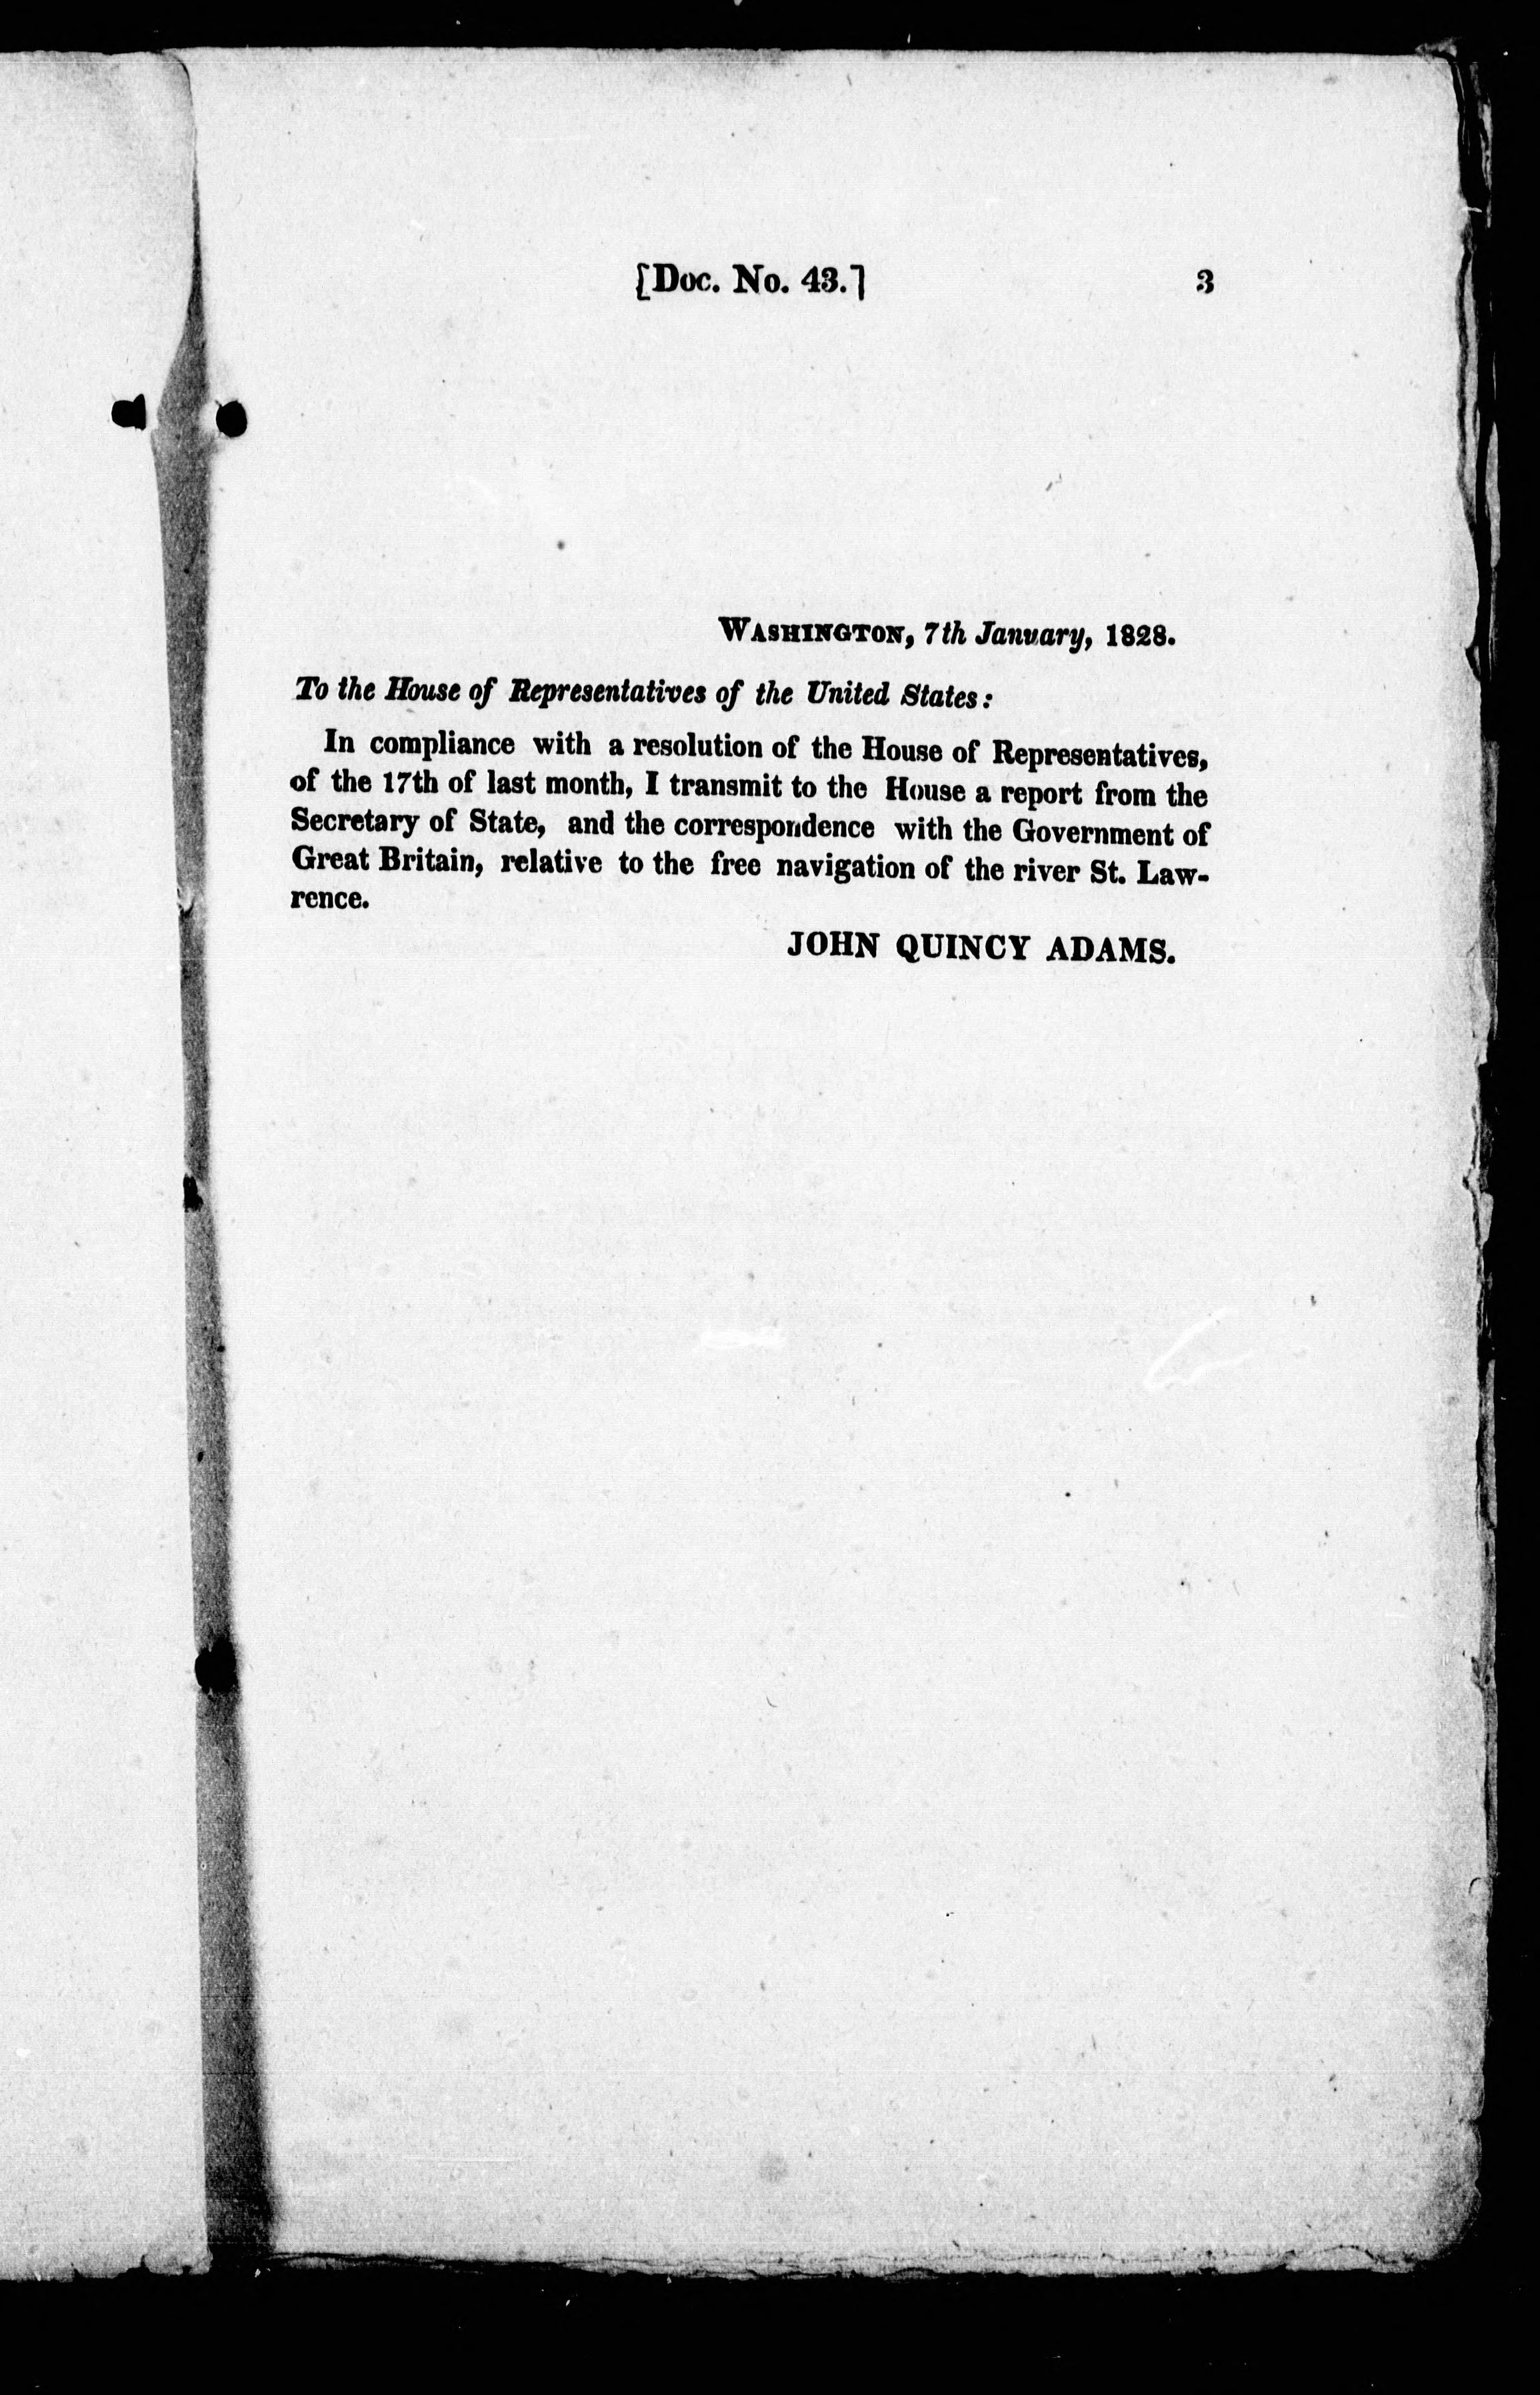 [Doc. No. 43.] 3
WASHINGTON, 7th January, 1828.
To the House of Representatives of the United States:
In compliance with a resolution of the House of Representatives,
of the 17th of last month, I transmit to the House a report from the
Secretary of State, and the correspondence with the Government of
Great Britain, relative to the free navigation of the river St. Law-
rence.
JOHN QUINCY ADAMS.